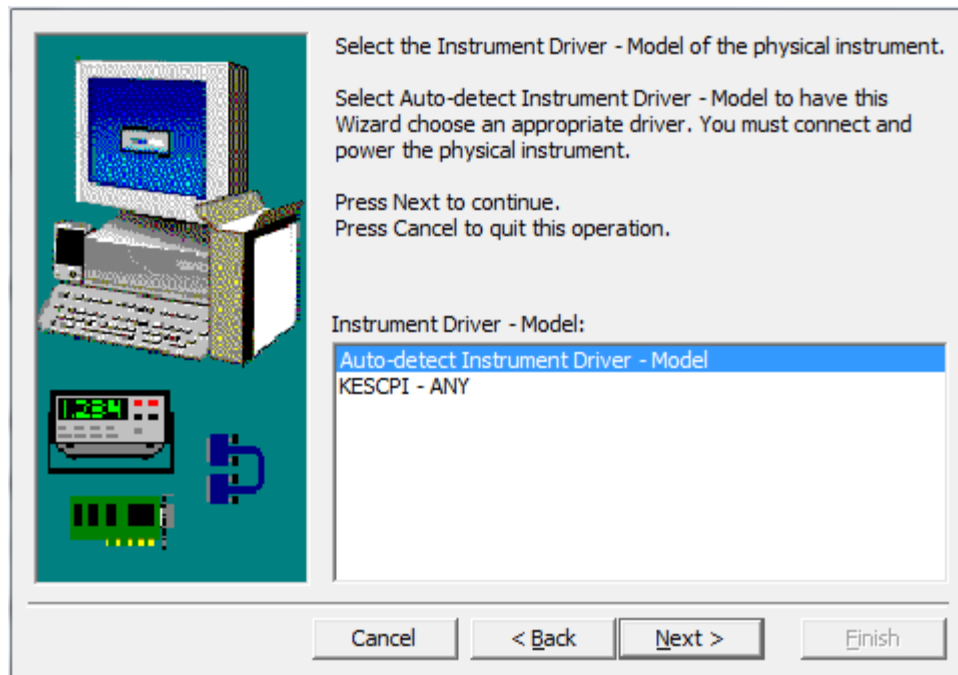 Select the Instrument Driver - Model of the physical instrument.
Select Auto-detect Instrument Driver - Model to have this
Wizard choose an appropriate driver. You must connect and
power the physical instrument.
Press Next to continue.
Press Cancel to quit this operation.
Instrument Driver - Model:
Auto-detect Instrument Driver - Model
KESCPI - ANY
1.234
Cancel
< Back
Next >
Finish